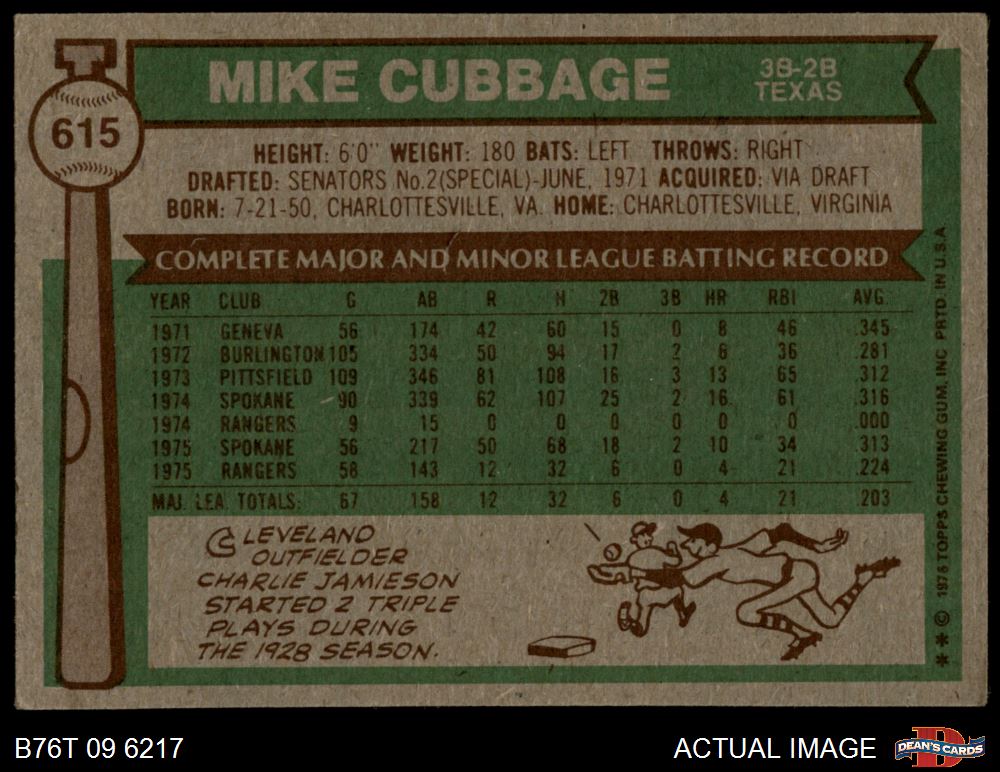 T
615
MIKE CUBBAGE
3B-2B
TEXAS
HEIGHT: 6'0" WEIGHT: 180 BATS: LEFT THROWS: RIGHT
DRAFTED: SENATORS No.2(SPECIAL)-JUNE, 1971 ACQUIRED: VIA DRAFT
BORN: 7-21-50, CHARLOTTESVILLE, VA. HOME: CHARLOTTESVILLE, VIRGINIA
COMPLETE MAJOR AND MINOR LEAGUE BATTING RECORD
YEAR CLUB G AB R H 2B 3B HR RBI AVG.
1971 GENEVA 56 174 42 60 15 0 8 46 .345
1972 BURLINGTON 105 334 50 94 17 2 6 36 .281
1973 PITTSFIELD 109 346 81 108 16 3 13 65 .312
1974 SPOKANE 90 339 62 107 25 2 16 61 .316
1974 RANGERS 9 15 0 0 0 0 0 0 .000
1975 SPOKANE 56 217 50 68 18 2 10 34 .313
1975 RANGERS 58 143 12 32 6 0 4 21 .224
MAJ. LEA. TOTALS: 67 158 12 32 6 0 4 21 .203
CLEVELAND
OUTFIELDER
CHARLIE JAMIESON
STARTED 2 TRIPLE
PLAYS DURING
THE 1928 SEASON.
* * © 1976 TOPPS CHEWING GUM, INC. PRTD. IN U.S.A.
B76T 09 6217
ACTUAL IMAGE
D
DEAN'S CARDS